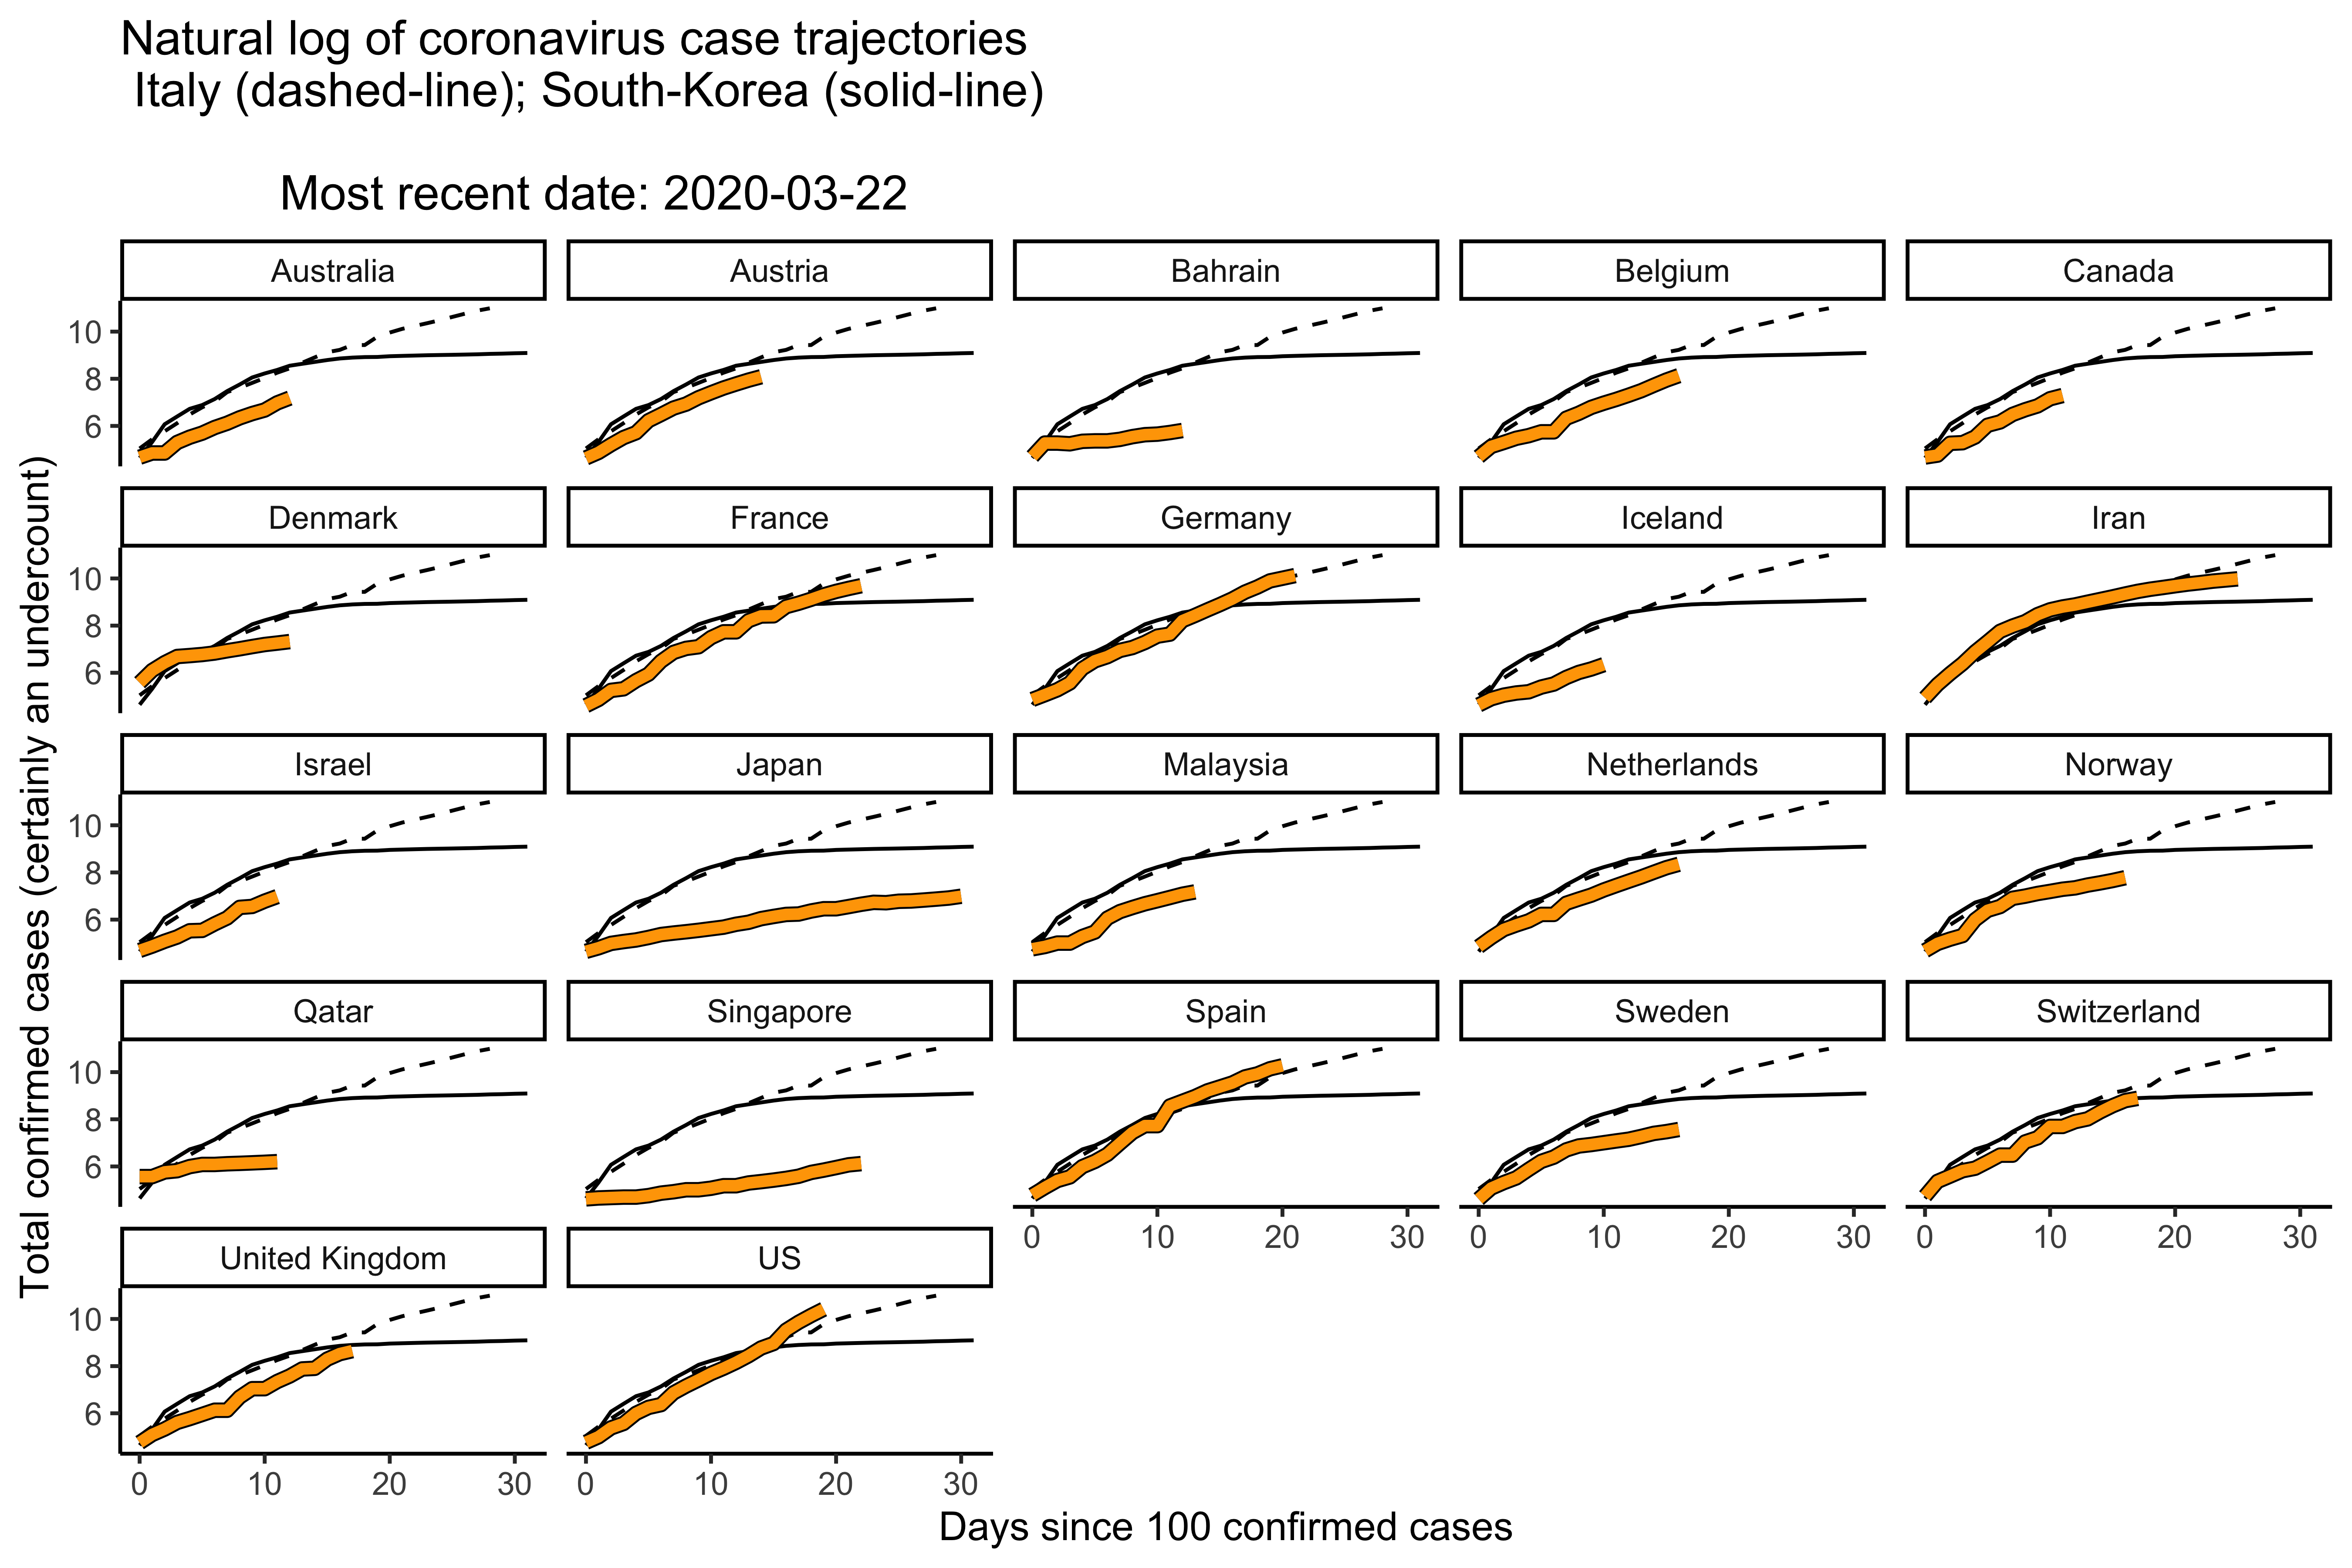 Natural log of coronavirus case trajectories
Italy (dashed-line); South-Korea (solid-line)
Most recent date: 2020-03-22
Total confirmed cases (certainly an undercount)
Australia
Austria
Bahrain
Belgium
Canada
10
8
6
Denmark
France
Germany
Iceland
Iran
10
8
6
Israel
Japan
Malaysia
Netherlands
Norway
10
8
6
Qatar
Singapore
Spain
Sweden
Switzerland
10
8
6
0 10 20 30
0 10 20 30
0 10 20 30
United Kingdom
US
10
8
6
0 10 20 30
0 10 20 30
Days since 100 confirmed cases